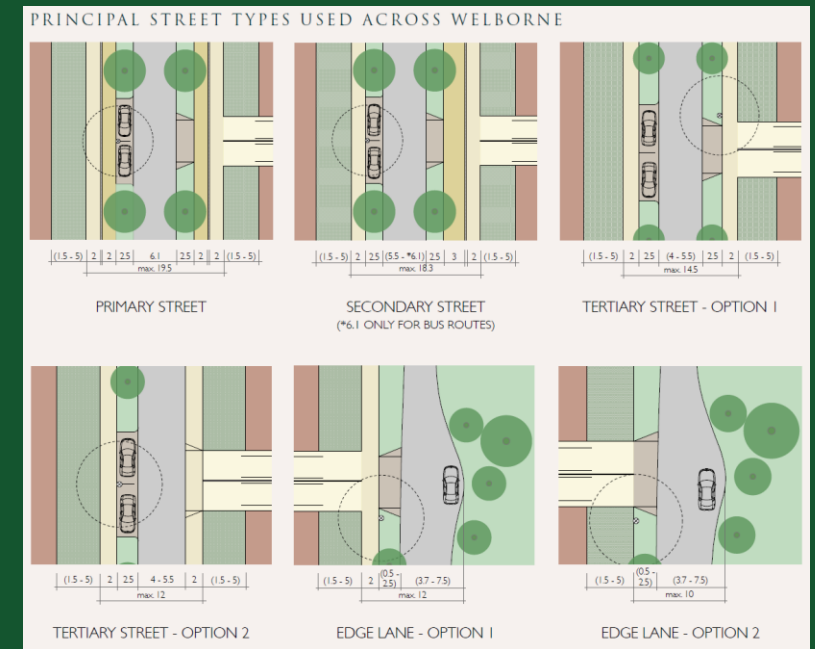 PRINCIPAL STREET TYPES USED ACROSS WELBORNE
(1.5 - 5) 2 2 2.5 6.1 2.5 2 2 (1.5 - 5)
max. 19.5
PRIMARY STREET
(1.5 - 5) 2 2.5 (5.5 - *6.1) 2.5 3 2 (1.5 - 5)
max. 18.3
SECONDARY STREET
(*6.1 ONLY FOR BUS ROUTES)
(1.5 - 5) 2 2.5 (4 - 5.5) 2.5 2 (1.5 - 5)
max. 14.5
TERTIARY STREET - OPTION 1
(1.5 - 5) 2 2.5 4 - 5.5 2 (1.5 - 5)
max. 12
TERTIARY STREET - OPTION 2
(1.5 - 5) 2 (0.5 - 2.5) (3.7 - 7.5)
max. 12
EDGE LANE - OPTION 1
(1.5 - 5) (0.5 - 2.5) (3.7 - 7.5)
max. 10
EDGE LANE - OPTION 2